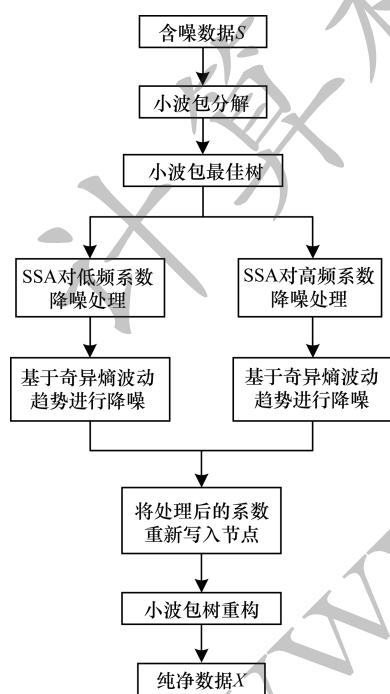 含噪数据S
小波包分解
小波包最佳树
SSA对低频系数
降噪处理
SSA对高频系数
降噪处理
基于奇异熵波动
趋势进行降噪
基于奇异熵波动
趋势进行降噪
将处理后的系数
重新写入节点
小波包树重构
纯净数据X
计算
www